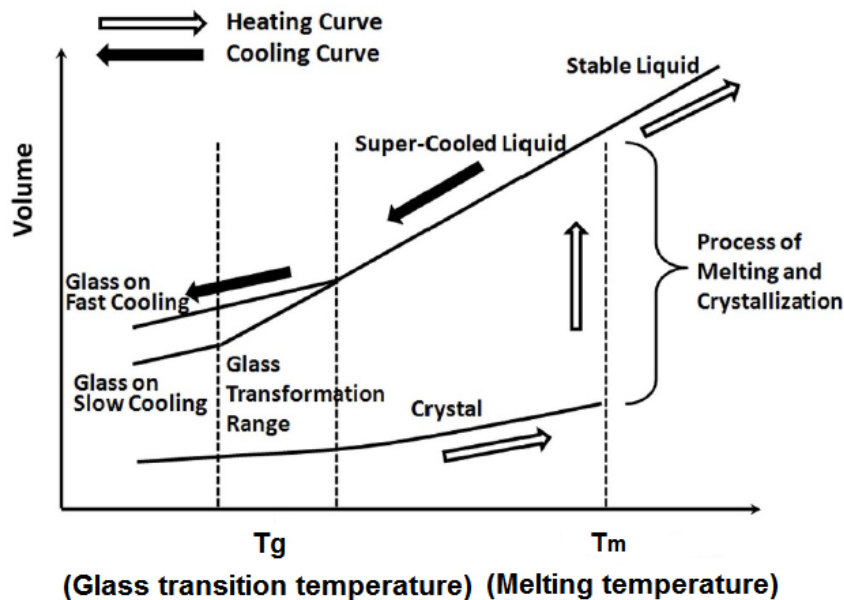 Heating Curve
Cooling Curve
Stable Liquid
Super-Cooled Liquid
Volume
Process of
Melting and
Crystallization
Glass on
Fast Cooling
Glass on
Slow Cooling
Glass
Transformation
Range
Crystal
Tg
Tm
(Glass transition temperature) (Melting temperature)